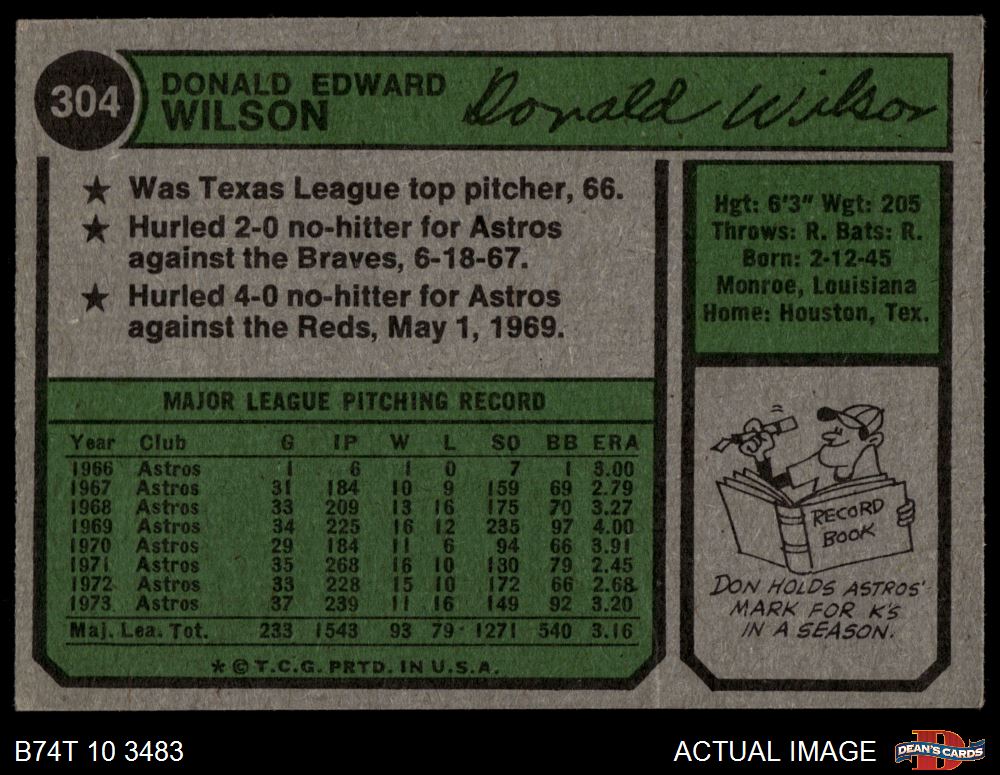 304
DONALD EDWARD
WILSON
Donald Wilson
★ Was Texas League top pitcher, 66.
★ Hurled 2-0 no-hitter for Astros
against the Braves, 6-18-67.
★ Hurled 4-0 no-hitter for Astros
against the Reds, May 1, 1969.
Hgt: 6'3" Wgt: 205
Throws: R. Bats: R.
Born: 2-12-45
Monroe, Louisiana
Home: Houston, Tex.
MAJOR LEAGUE PITCHING RECORD
Year Club G IP W L SO BB ERA
1966 Astros 1 6 1 0 7 1 3.00
1967 Astros 31 184 10 9 159 69 2.79
1968 Astros 33 209 13 16 175 70 3.27
1969 Astros 34 225 16 12 235 97 4.00
1970 Astros 29 184 11 6 94 66 3.91
1971 Astros 35 268 16 10 180 79 2.45
1972 Astros 33 228 15 10 172 66 2.68
1973 Astros 37 239 11 16 149 92 3.20
Maj. Lea. Tot. 233 1543 93 79 1271 540 3.16
* © T.C.G. PRTD. IN U.S.A.
RECORD
BOOK
DON HOLDS ASTROS'
MARK FOR K'S
IN A SEASON.
B74T 10 3483
ACTUAL IMAGE
DEAN'S CARDS